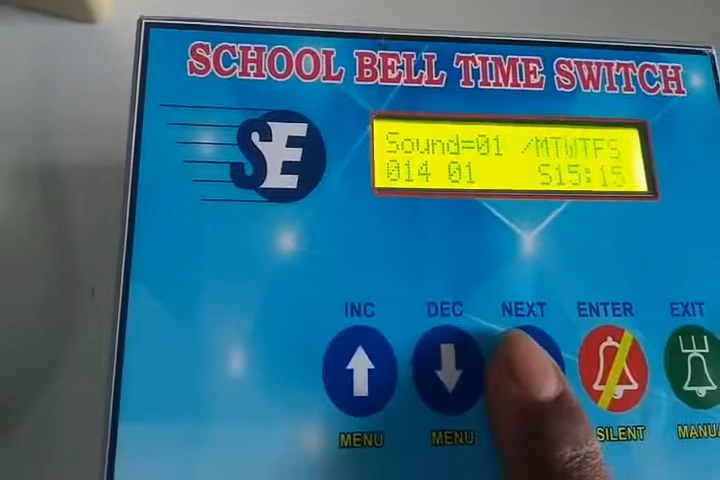 SCHOOL BELL TIME SWITCH
SE
Sound=01 /MTWTFS
014 01 S15:15
INC DEC NEXT ENTER EXIT
MENU MENU SILENT MANUA